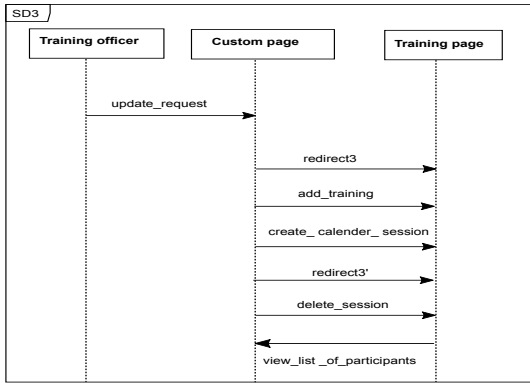 SD3
Training officer
Custom page
Training page
update_request
redirect3
add_training
create_ calender_ session
redirect3'
delete_session
view_list _of_participants